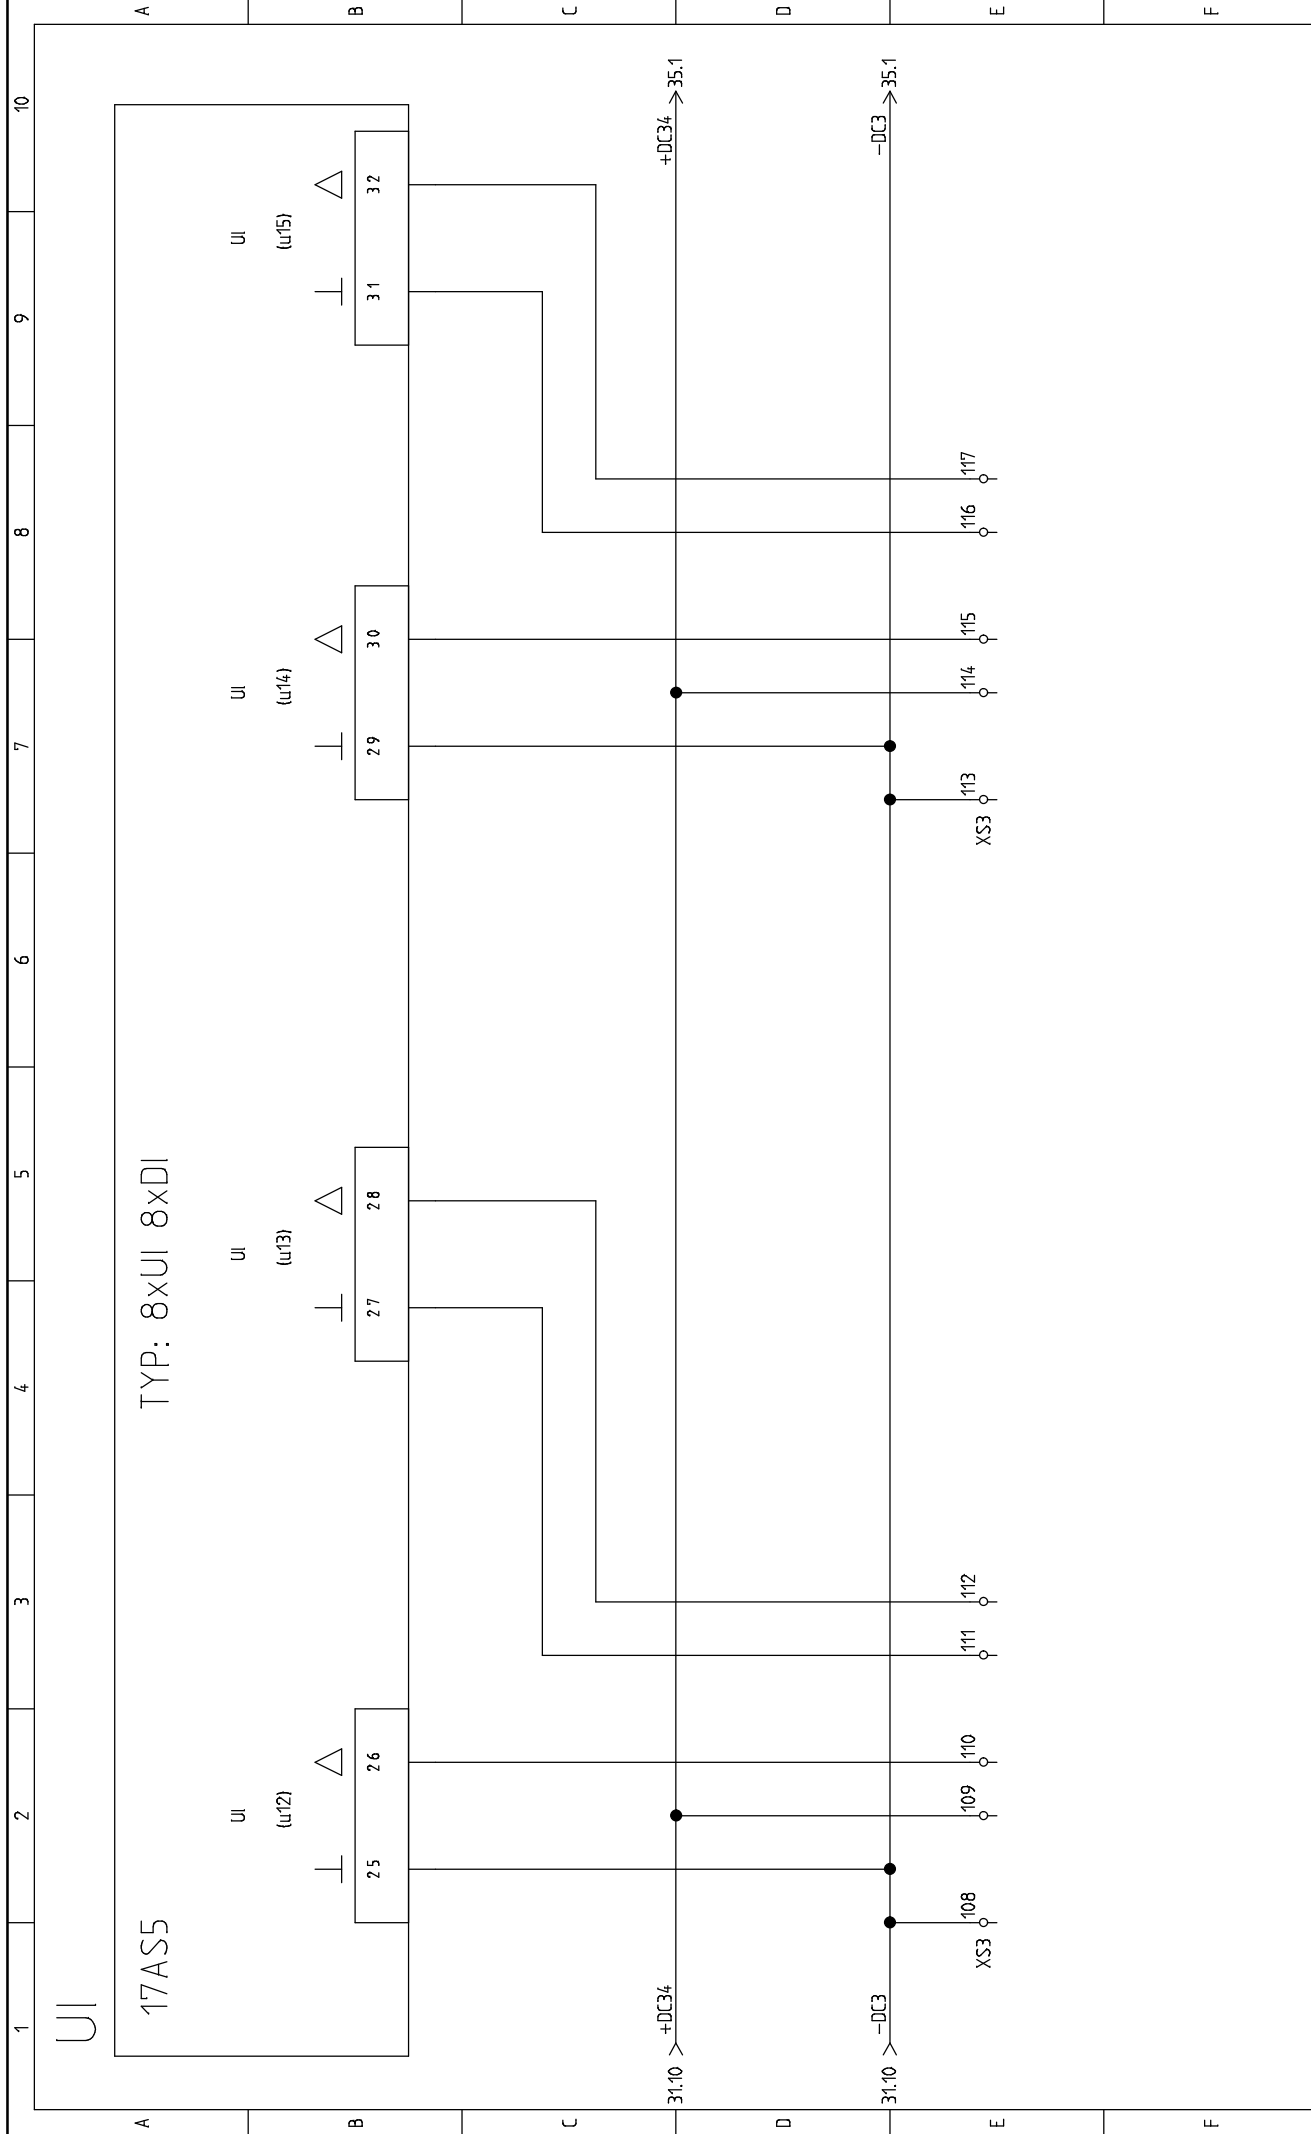 1 2 3 4 5 6 7 8 9 10
A A
UI
17AS5 TYP: 8xUI 8xDI
B B
UI UI UI UI
(u12) (u13) (u14) (u15)
25 26 27 28 29 30 31 32
C C
+DC34 +DC34
31.10 35.1
D D
-DC3 -DC3
31.10 35.1
108 109 110 111 112 113 114 115 116 117
XS3 XS3
E E
F F